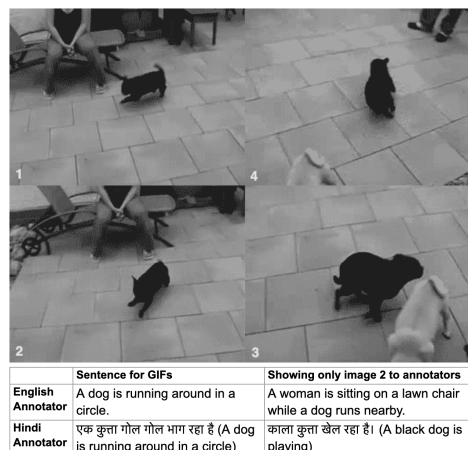 1
4
2
3
Sentence for GIFs
Showing only image 2 to annotators
English
Annotator
A dog is running around in a
circle.
A woman is sitting on a lawn chair
while a dog runs nearby.
Hindi
Annotator
एक कुत्ता गोल गोल भाग रहा है (A dog
is running around in a circle)
काला कुत्ता खेल रहा है। (A black dog is
playing)